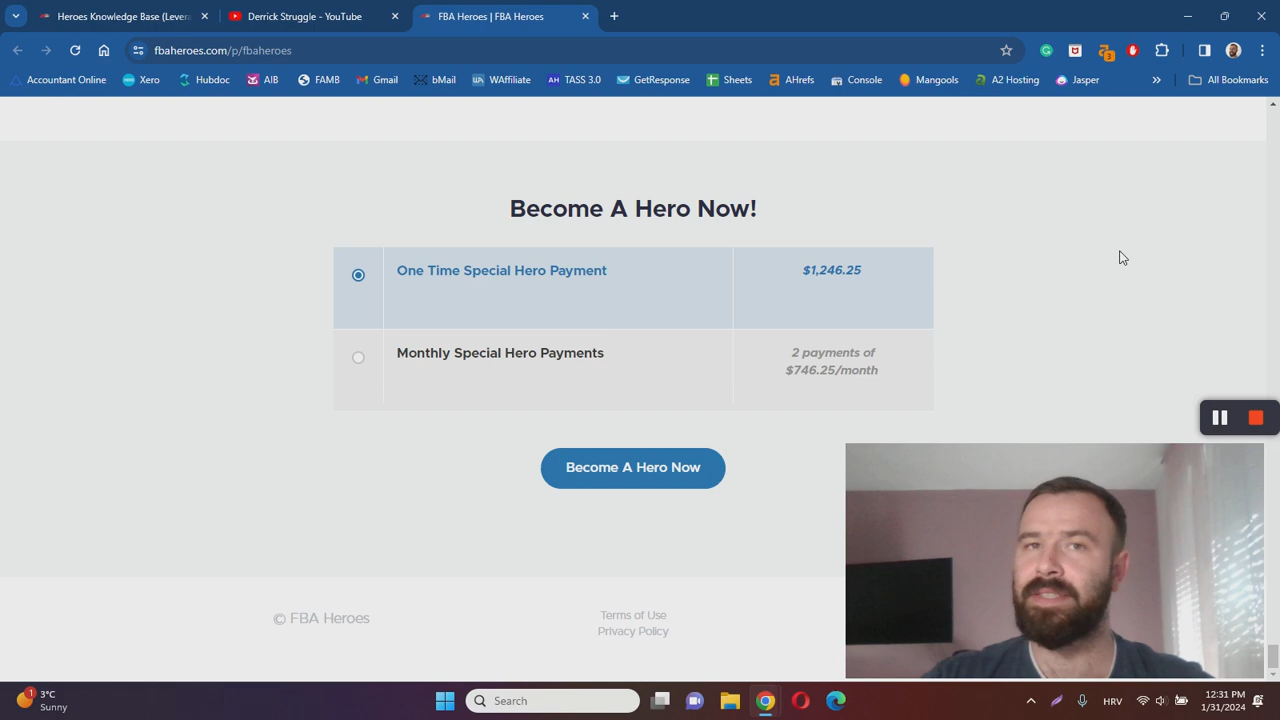 Heroes Knowledge Base (Levera
Derrick Struggle - YouTube
FBA Heroes | FBA Heroes
fbaheroes.com/p/fbaheroes
3
Accountant Online
Xero
Hubdoc
AIB
FAMB
Gmail
bMail
WAffiliate
AH
TASS 3.0
GetResponse
Sheets
AHrefs
Console
Mangools
A2 Hosting
Jasper
All Bookmarks
Become A Hero Now!
One Time Special Hero Payment
$1,246.25
Monthly Special Hero Payments
2 payments of
$746.25/month
Become A Hero Now
© FBA Heroes
Terms of Use
Privacy Policy
1
3°C
Sunny
Search
HRV
12:31 PM
1/31/2024